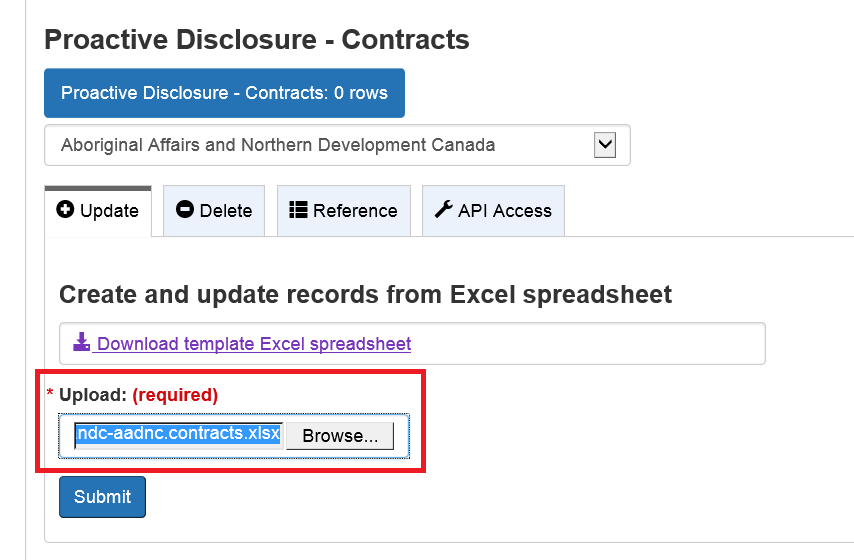 Proactive Disclosure - Contracts
Proactive Disclosure - Contracts: 0 rows
Aboriginal Affairs and Northern Development Canada
Update Delete Reference API Access
Create and update records from Excel spreadsheet
Download template Excel spreadsheet
* Upload: (required)
ndc-aadnc.contracts.xlsx Browse...
Submit